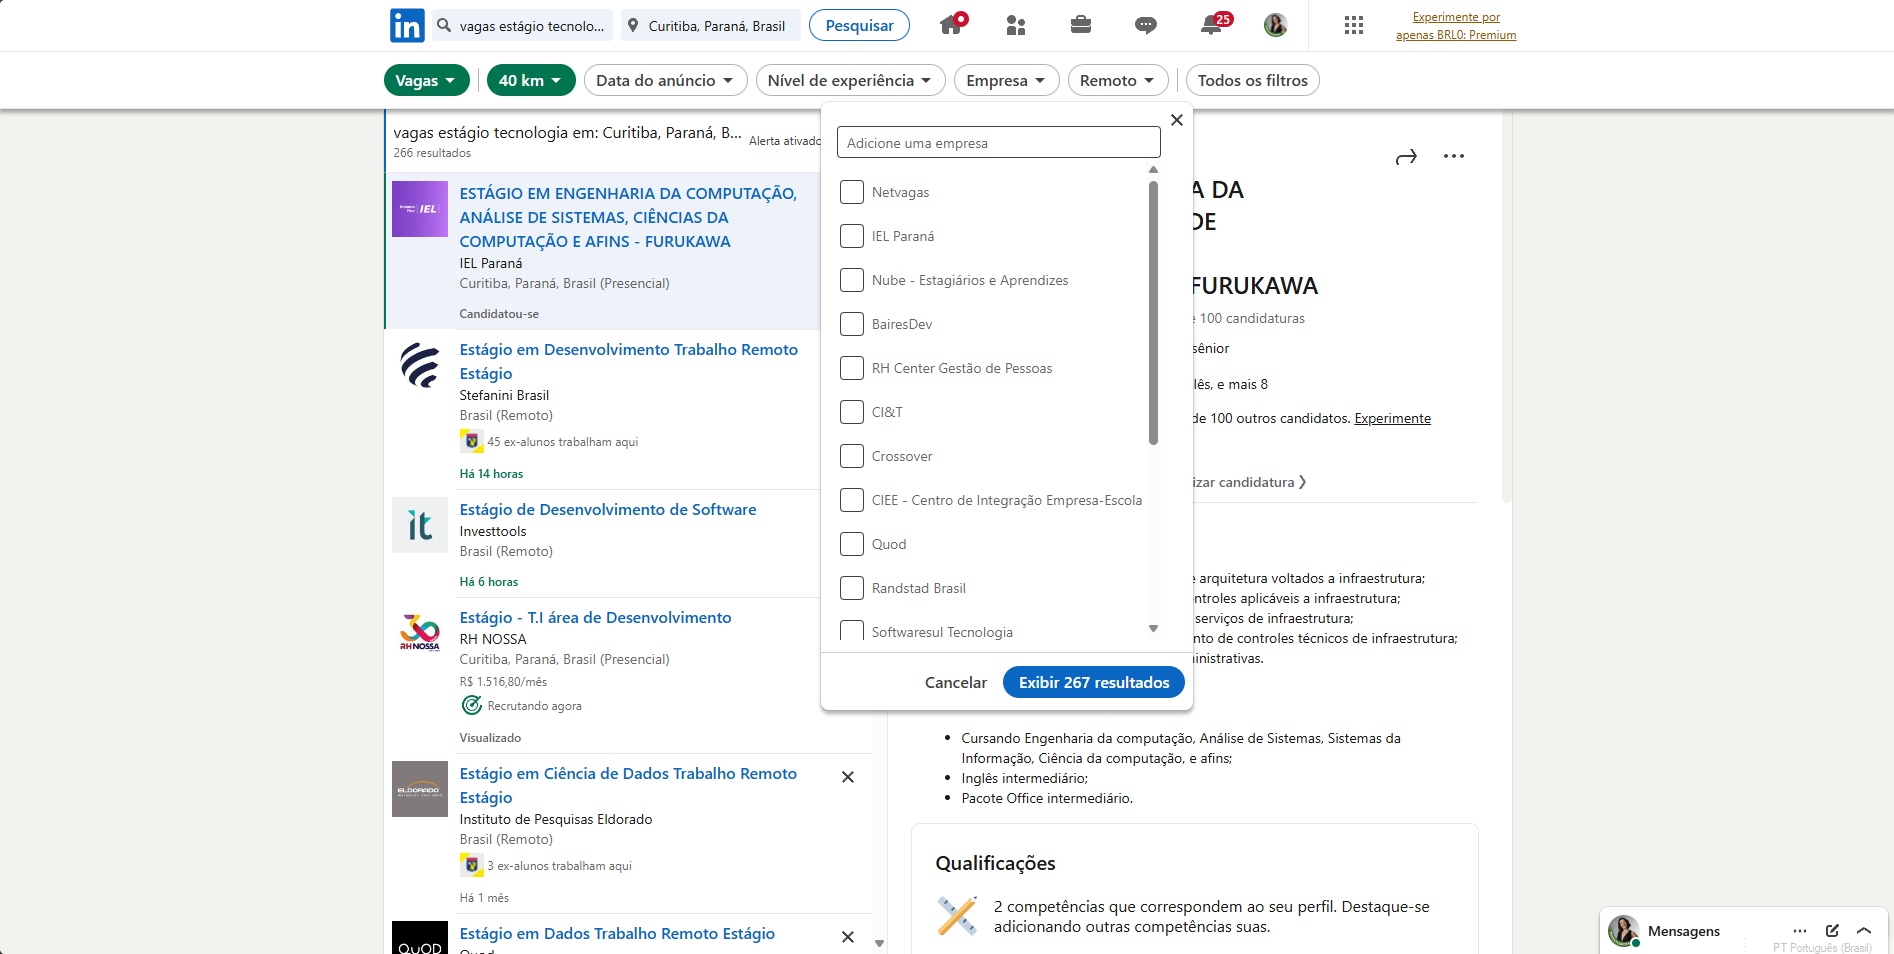 in
vagas estágio tecnolo...
Curitiba, Paraná, Brasil
Pesquisar
25
Experimente por
apenas BRL0: Premium
Vagas
40 km
Data do anúncio
Nível de experiência
Empresa
Remoto
Todos os filtros
vagas estágio tecnologia em: Curitiba, Paraná, B...
266 resultados
Alerta ativado
IEL
ESTÁGIO EM ENGENHARIA DA COMPUTAÇÃO,
ANÁLISE DE SISTEMAS, CIÊNCIAS DA
COMPUTAÇÃO E AFINS - FURUKAWA
IEL Paraná
Curitiba, Paraná, Brasil (Presencial)
Candidatou-se
Estágio em Desenvolvimento Trabalho Remoto
Estágio
Stefanini Brasil
Brasil (Remoto)
45 ex-alunos trabalham aqui
Há 14 horas
it
Estágio de Desenvolvimento de Software
Investtools
Brasil (Remoto)
Há 6 horas
30
RH NOSSA
Estágio - T.I área de Desenvolvimento
RH NOSSA
Curitiba, Paraná, Brasil (Presencial)
R$ 1.516,80/mês
Recrutando agora
Visualizado
ELDORADO
Estágio em Ciência de Dados Trabalho Remoto
Estágio
Instituto de Pesquisas Eldorado
Brasil (Remoto)
3 ex-alunos trabalham aqui
Há 1 mês
QuOD
Estágio em Dados Trabalho Remoto Estágio
Quod
Adicione uma empresa
Netvagas
IEL Paraná
Nube - Estagiários e Aprendizes
BairesDev
RH Center Gestão de Pessoas
CI&T
Crossover
CIEE - Centro de Integração Empresa-Escola
Quod
Randstad Brasil
Softwaresul Tecnologia
Cancelar
Exibir 267 resultados
A DA
DE
FURUKAWA
e 100 candidaturas
sênior
lês, e mais 8
de 100 outros candidatos. Experimente
izar candidatura
e arquitetura voltados a infraestrutura;
ntroles aplicáveis a infraestrutura;
serviços de infraestrutura;
nto de controles técnicos de infraestrutura;
inistrativas.
• Cursando Engenharia da computação, Análise de Sistemas, Sistemas da
Informação, Ciência da computação, e afins;
• Inglês intermediário;
• Pacote Office intermediário.
Qualificações
2 competências que correspondem ao seu perfil. Destaque-se
adicionando outras competências suas.
Mensagens
PT Português (Brasil)